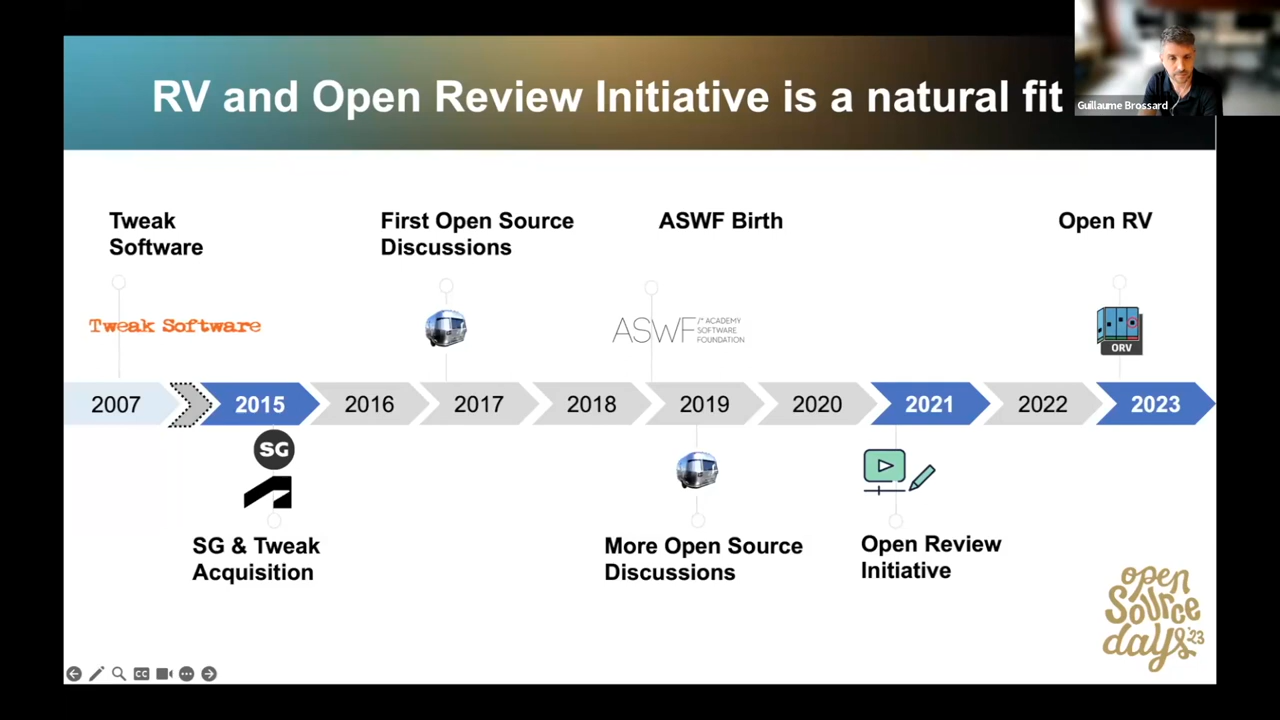 RV and Open Review Initiative is a natural fit
Guillaume Brossard
Tweak
Software
First Open Source
Discussions
ASWF Birth
Open RV
Tweak Software
ASWF
/* ACADEMY
SOFTWARE
FOUNDATION
ORV
2007
2015
2016
2017
2018
2019
2020
2021
2022
2023
SG
SG & Tweak
Acquisition
More Open Source
Discussions
Open Review
Initiative
open
Source
days'23
CC